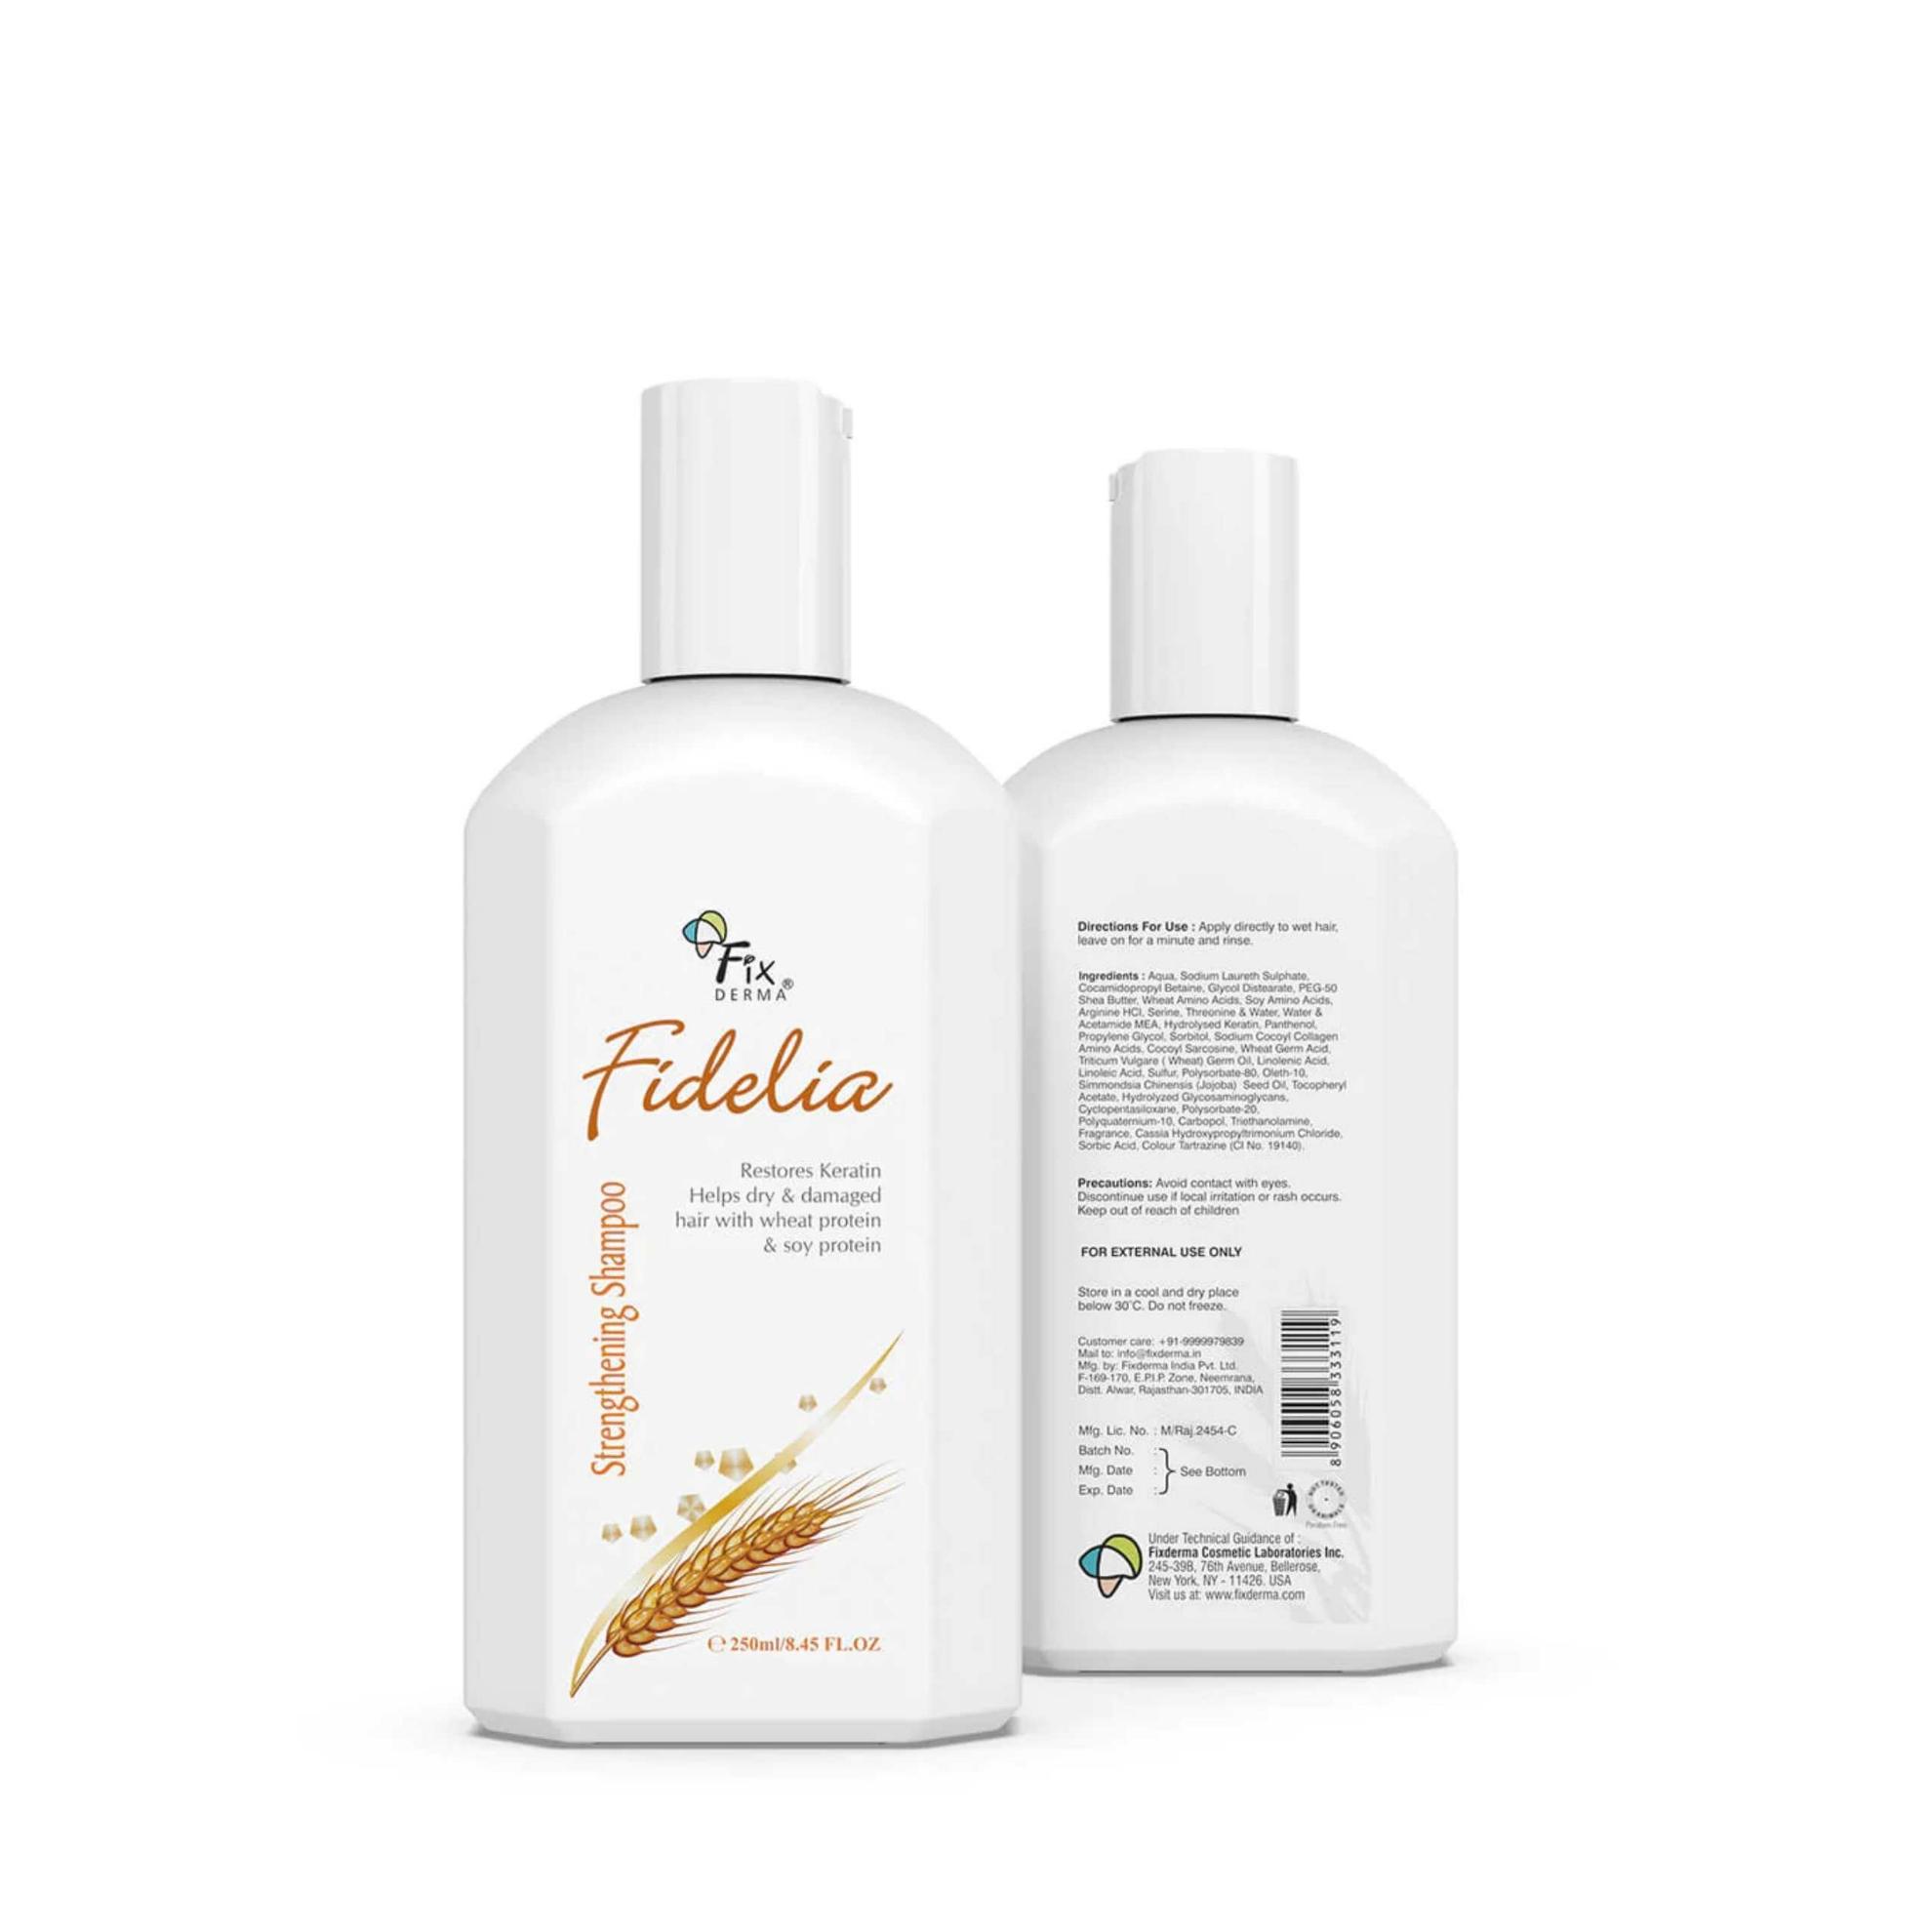 Fix
DERMA®
Fidelia
Restores Keratin
Helps dry & damaged
hair with wheat protein
& soy protein
Strengthening Shampoo
℮ 250ml/8.45 FL.OZ
Directions For Use : Apply directly to wet hair,
leave on for a minute and rinse.
Ingredients : Aqua, Sodium Laureth Sulphate,
Cocamidopropyl Betaine, Glycol Distearate, PEG-50
Shea Butter, Wheat Amino Acids, Soy Amino Acids,
Arginine HCl, Serine, Threonine & Water, Water &
Acetamide MEA, Hydrolysed Keratin, Panthenol,
Propylene Glycol, Sorbitol, Sodium Cocoyl Collagen
Amino Acids, Cocoyl Sarcosine, Wheat Germ Acid,
Triticum Vulgare ( Wheat) Germ Oil, Linolenic Acid,
Linoleic Acid, Sulfur, Polysorbate-80, Oleth-10,
Simmondsia Chinensis (Jojoba) Seed Oil, Tocopheryl
Acetate, Hydrolyzed Glycosaminoglycans,
Cyclopentasiloxane, Polysorbate-20,
Polyquaternium-10, Carbopol, Triethanolamine,
Fragrance, Cassia Hydroxypropyltrimonium Chloride,
Sorbic Acid, Colour Tartrazine (CI No. 19140).
Precautions: Avoid contact with eyes.
Discontinue use if local irritation or rash occurs.
Keep out of reach of children
FOR EXTERNAL USE ONLY
Store in a cool and dry place
below 30°C. Do not freeze.
Customer care: +91-9999979839
Mail to: info@fixderma.in
Mfg. by: Fixderma India Pvt. Ltd.
F-169-170, E.P.I.P. Zone, Neemrana,
Distt. Alwar, Rajasthan-301705, INDIA
8 906058 333119
Mfg. Lic. No. : M/Raj.2454-C
Batch No. :
Mfg. Date : See Bottom
Exp. Date :
NOT TESTED
ON ANIMALS
Paraben Free
Under Technical Guidance of :
Fixderma Cosmetic Laboratories Inc.
245-39B, 76th Avenue, Bellerose,
New York, NY - 11426. USA
Visit us at: www.fixderma.com